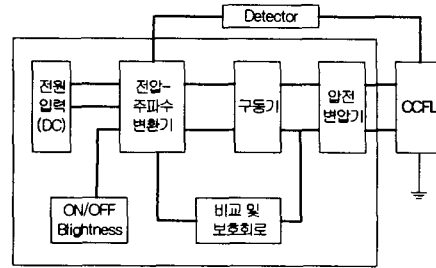 Detector
전원
입력
(DC)
전압-
주파수
변환기
구동기
압전
변압기
CCFL
ON/OFF
Blightness
비교 및
보호회로